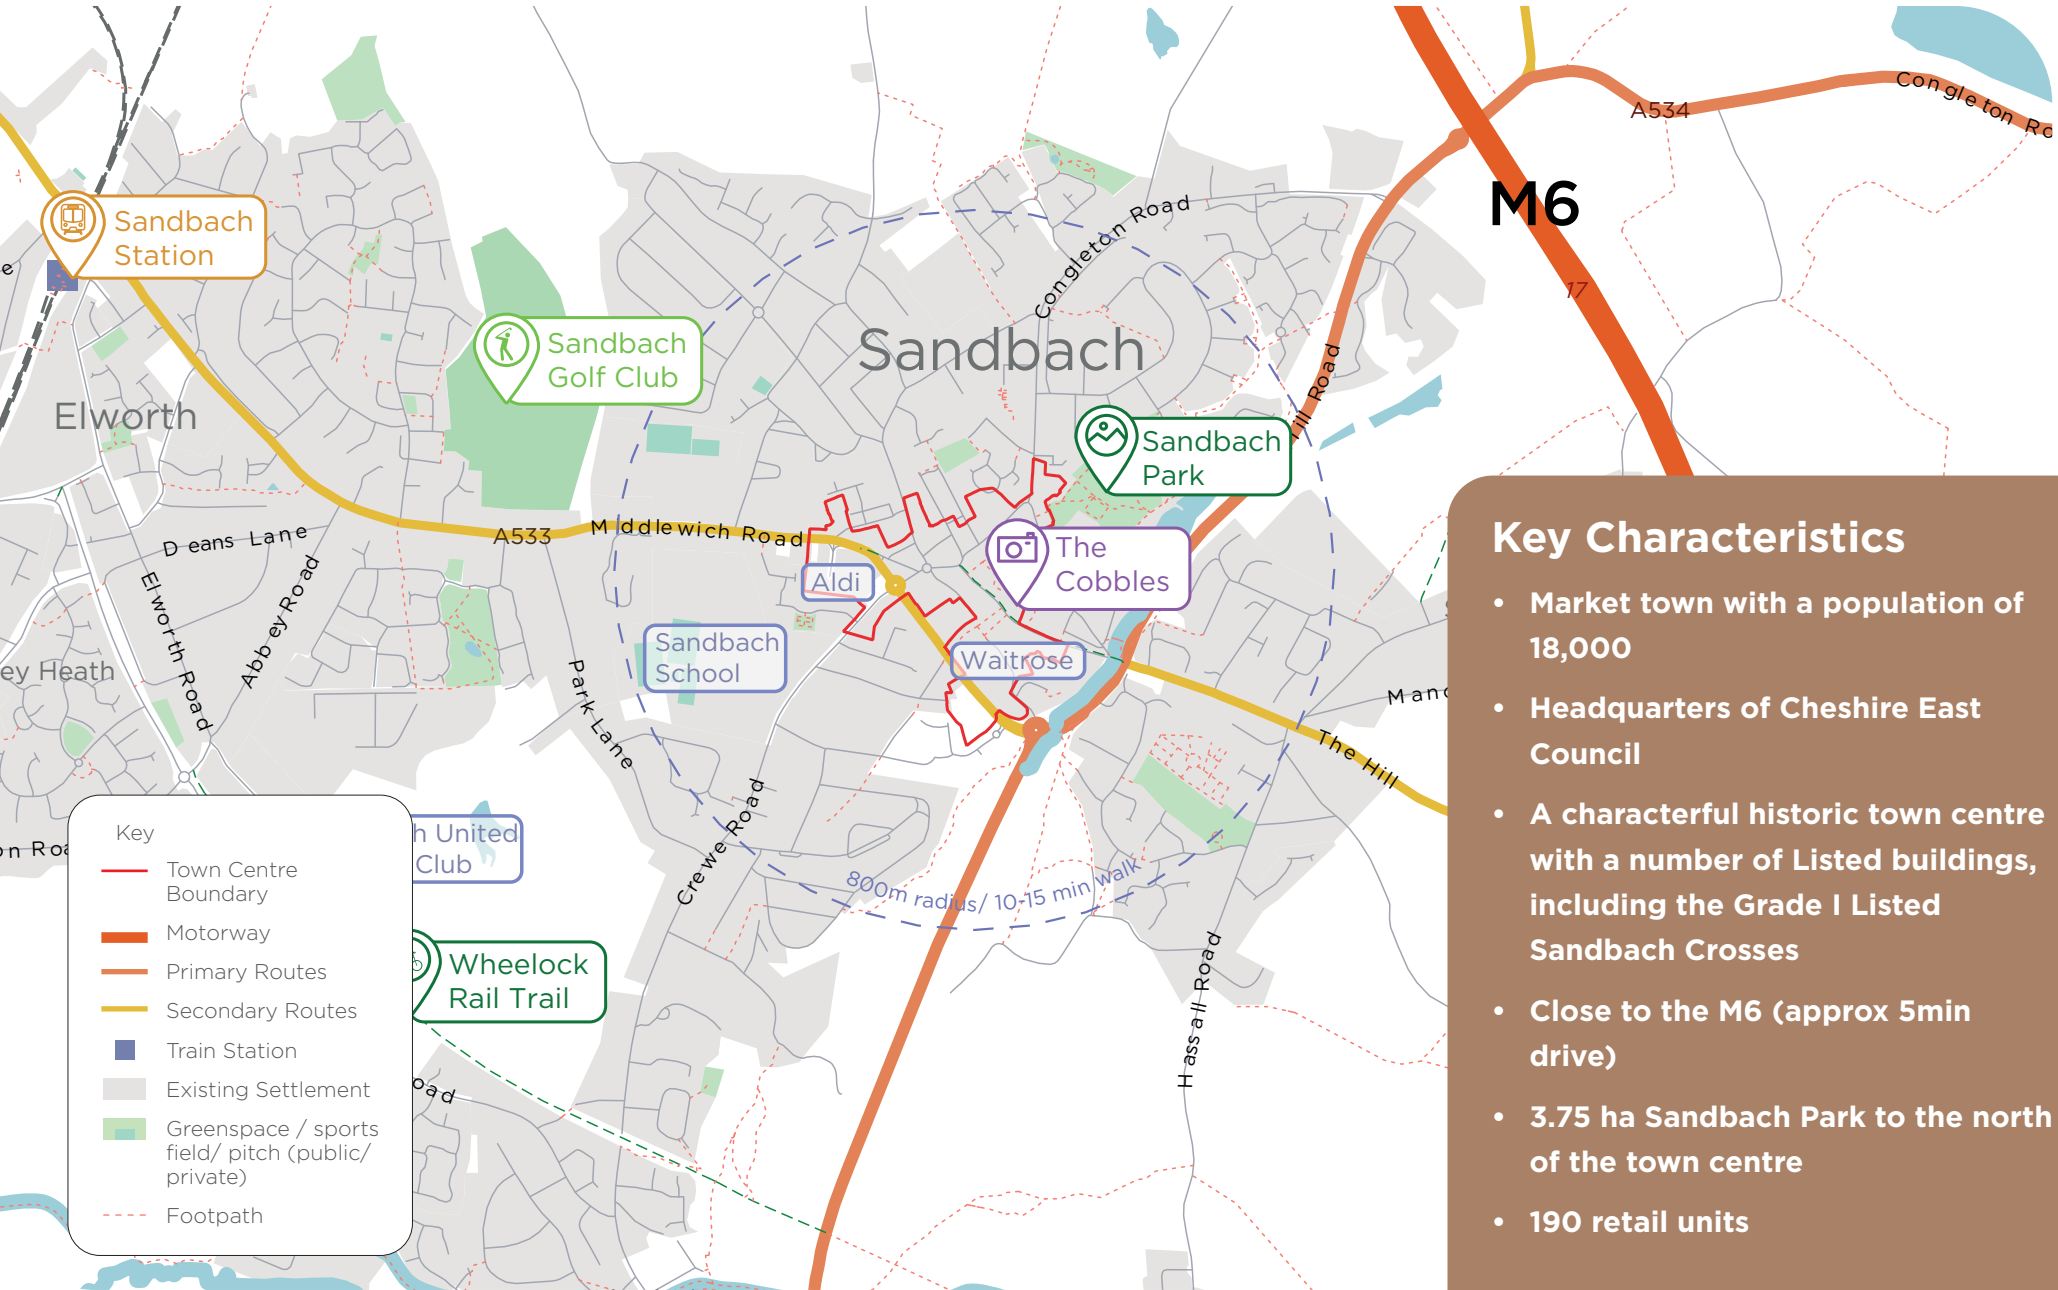 Congleton
A534
M6
17
Sandbach
Station
Congleton Road
Sandbach
Golf Club
Sandbach
Elworth
Hill Road
Sandbach
Park
A533
Middlewich Road
Deans Lane
Elworth Road
Abbey Road
The
Cobbles
Aldi
Sandbach
School
Waitrose
ey Heath
Park Lane
The Hill
Crewe Road
800m radius/ 10-15 min walk
h United
Club
Hassall Road
Wheelock
Rail Trail
oad
Key
Town Centre
Boundary
Motorway
Primary Routes
Secondary Routes
Train Station
Existing Settlement
Greenspace / sports
field/ pitch (public/
private)
Footpath
Key Characteristics
• Market town with a population of
18,000
• Headquarters of Cheshire East
Council
• A characterful historic town centre
with a number of Listed buildings,
including the Grade I Listed
Sandbach Crosses
• Close to the M6 (approx 5min
drive)
• 3.75 ha Sandbach Park to the north
of the town centre
• 190 retail units